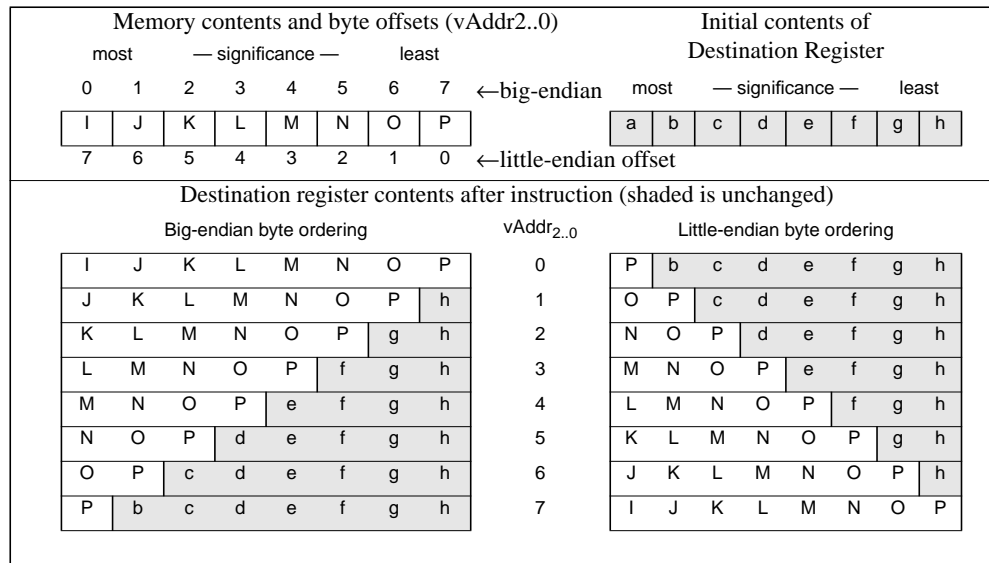 Memory contents and byte offsets (vAddr2..0)
Initial contents of
Destination Register
most — significance — least
0 1 2 3 4 5 6 7 ←big-endian
most — significance — least
I J K L M N O P
a b c d e f g h
7 6 5 4 3 2 1 0 ←little-endian offset
Destination register contents after instruction (shaded is unchanged)
Big-endian byte ordering vAddr2..0 Little-endian byte ordering
I J K L M N O P 0 P b c d e f g h
J K L M N O P h 1 O P c d e f g h
K L M N O P g h 2 N O P d e f g h
L M N O P f g h 3 M N O P e f g h
M N O P e f g h 4 L M N O P f g h
N O P d e f g h 5 K L M N O P g h
O P c d e f g h 6 J K L M N O P h
P b c d e f g h 7 I J K L M N O P